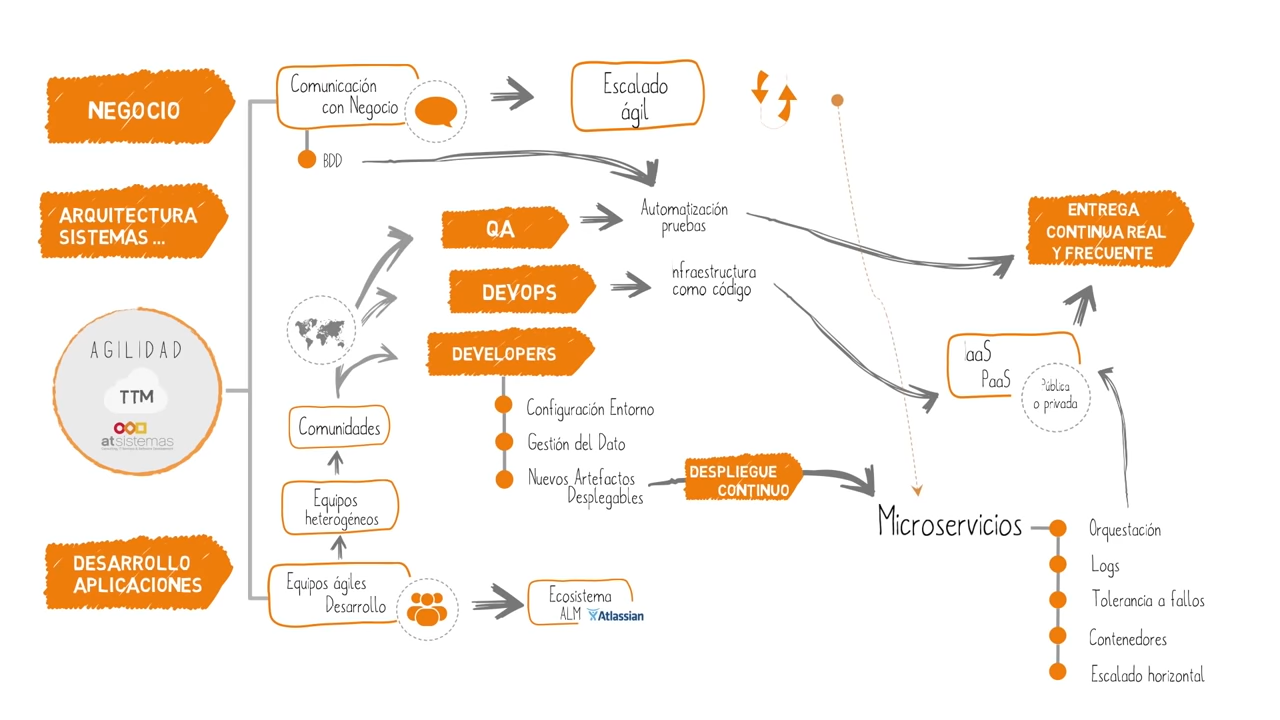 NEGOCIO
Comunicación
con Negocio
Escalado
ágil
BDD
ARQUITECTURA
SISTEMAS ...
QA
Automatización
pruebas
ENTREGA
CONTINUA REAL
Y FRECUENTE
DEVOPS
nfraestructura
como código
AGILIDAD
TTM
atsistemas
DEVELOPERS
IaaS
PaaS
Pública
o privada
Configuración Entorno
Gestión del Dato
Nuevos Artefactos
Desplegables
DESPLIEGUE
CONTINUO
Comunidades
Equipos
heterogéneos
Microservicios
Orquestación
Logs
Tolerancia a fallos
Contenedores
Escalado horizontal
DESARROLLO
APLICACIONES
Equipos ágiles
Desarrollo
Ecosistema
ALM Atlassian